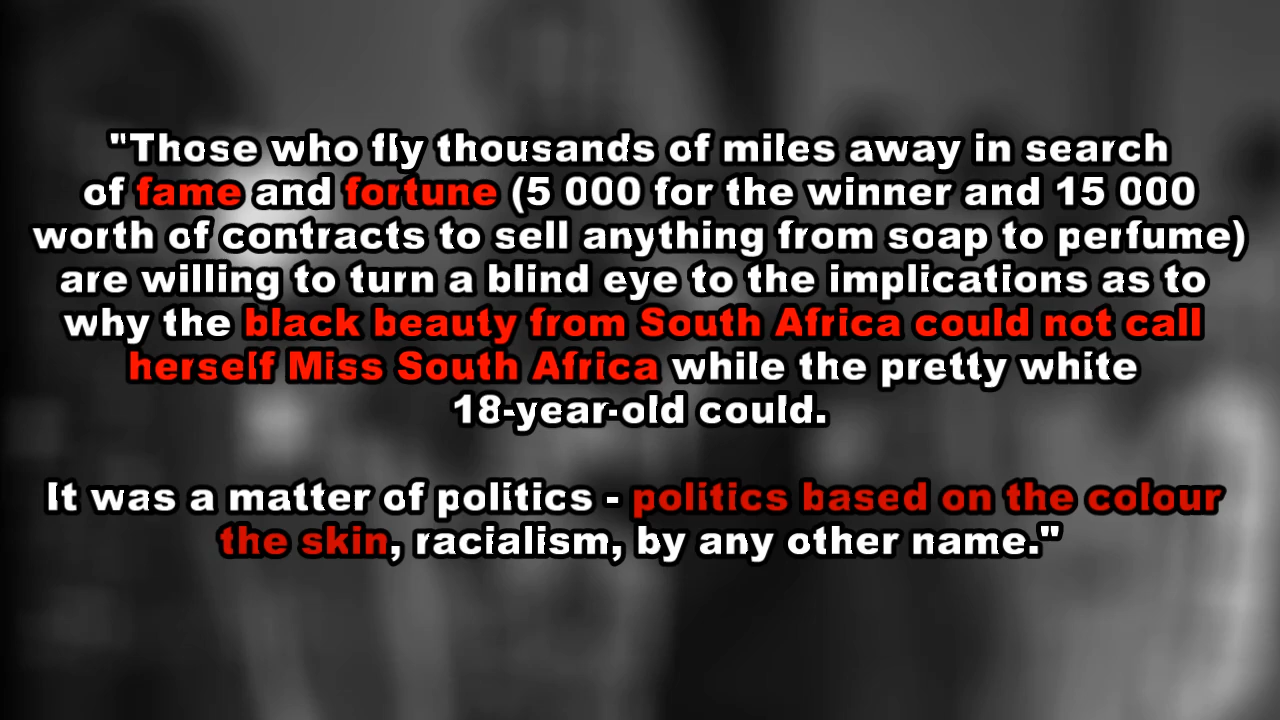 "Those who fly thousands of miles away in search
of fame and fortune (5 000 for the winner and 15 000
worth of contracts to sell anything from soap to perfume)
are willing to turn a blind eye to the implications as to
why the black beauty from South Africa could not call
herself Miss South Africa while the pretty white
18-year-old could.
It was a matter of politics - politics based on the colour
the skin, racialism, by any other name."